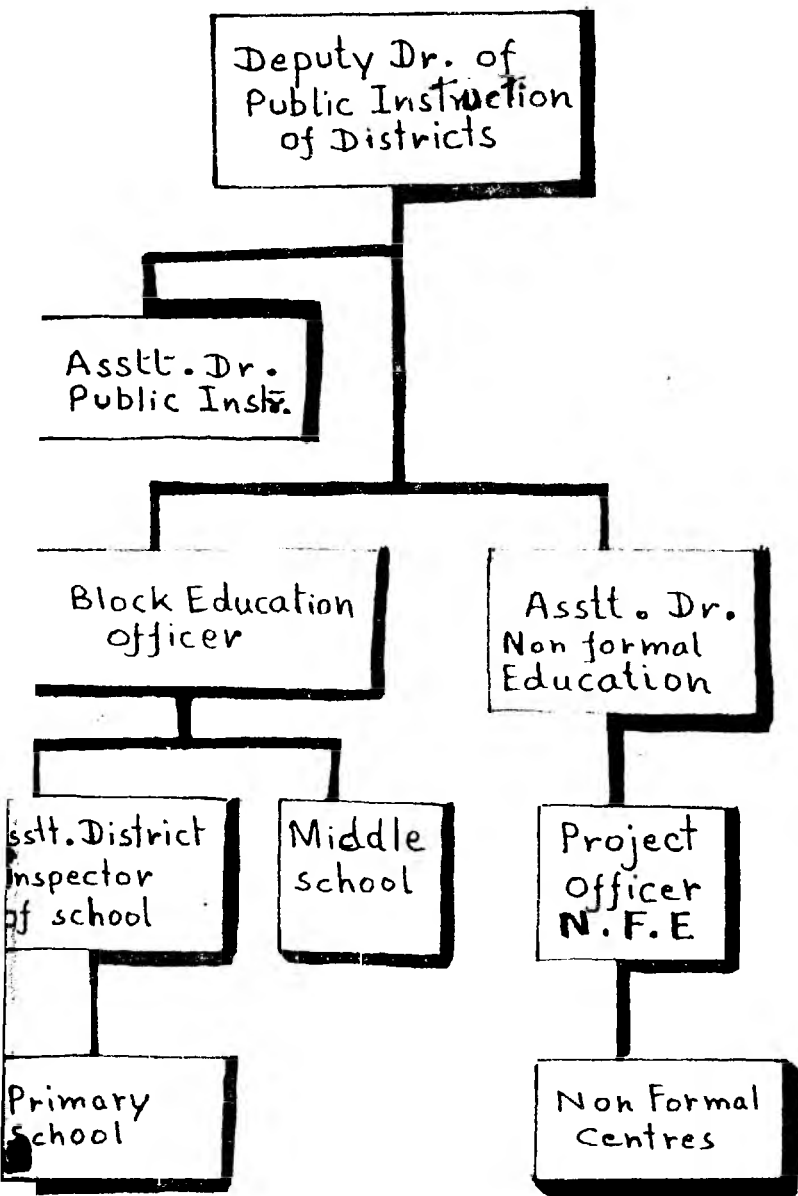 Deputy Dr. of
Public Instruction
of Districts
Asstt. Dr.
Public Instr.
Block Education
officer
Asstt. Dr.
Non formal
Education
sstt. District
Inspector
of school
Middle
school
Project
Officer
N.F.E
Primary
School
Non Formal
Centres